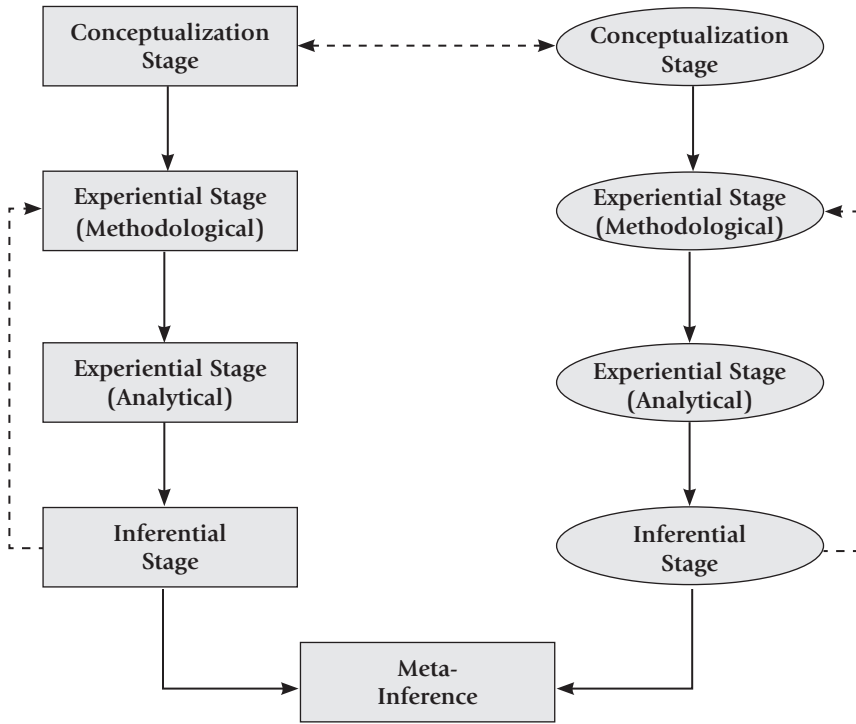 Conceptualization
Stage
Conceptualization
Stage
Experiential Stage
(Methodological)
Experiential Stage
(Methodological)
Experiential Stage
(Analytical)
Experiential Stage
(Analytical)
Inferential
Stage
Inferential
Stage
Meta-
Inference